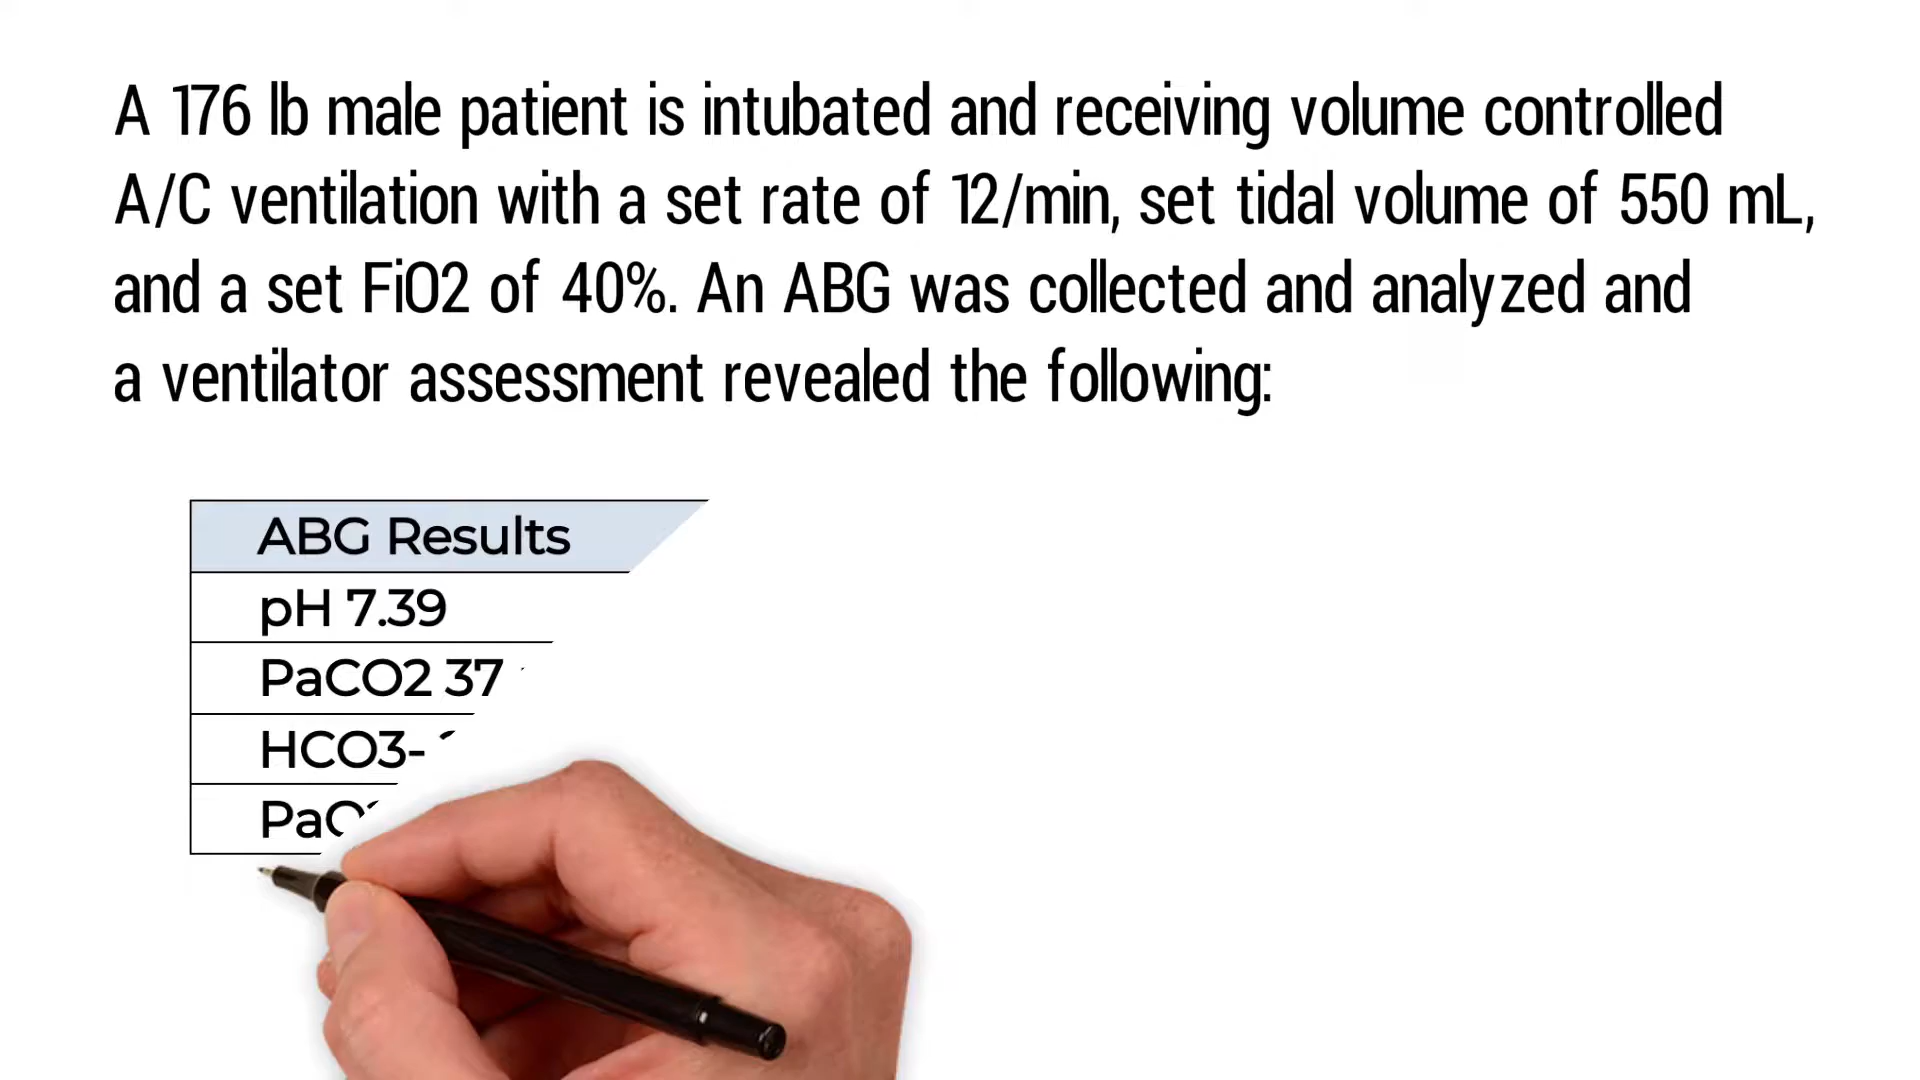 A 176 lb male patient is intubated and receiving volume controlled
A/C ventilation with a set rate of 12/min, set tidal volume of 550 mL,
and a set FiO2 of 40%. An ABG was collected and analyzed and
a ventilator assessment revealed the following:
ABG Results
pH 7.39
PaCO2 37
HCO3-